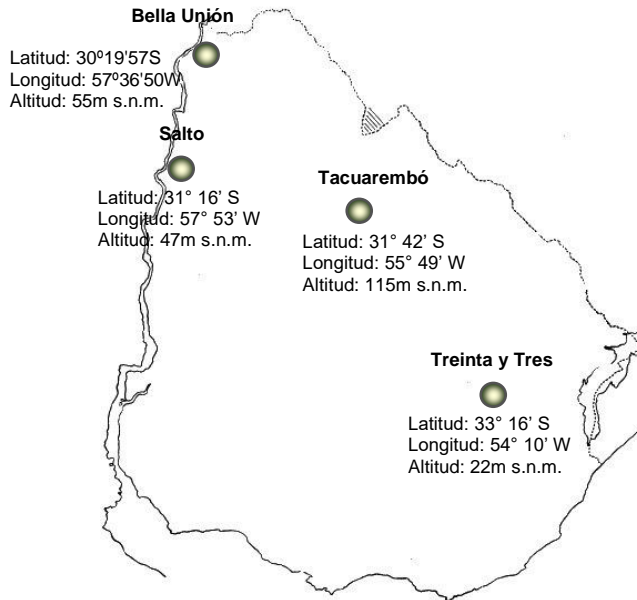 Bella Unión
Latitud: 30º19'57S
Longitud: 57º36'50W
Altitud: 55m s.n.m.
Salto
Latitud: 31° 16’ S
Longitud: 57° 53’ W
Altitud: 47m s.n.m.
Tacuarembó
Latitud: 31° 42’ S
Longitud: 55° 49’ W
Altitud: 115m s.n.m.
Treinta y Tres
Latitud: 33° 16’ S
Longitud: 54° 10’ W
Altitud: 22m s.n.m.